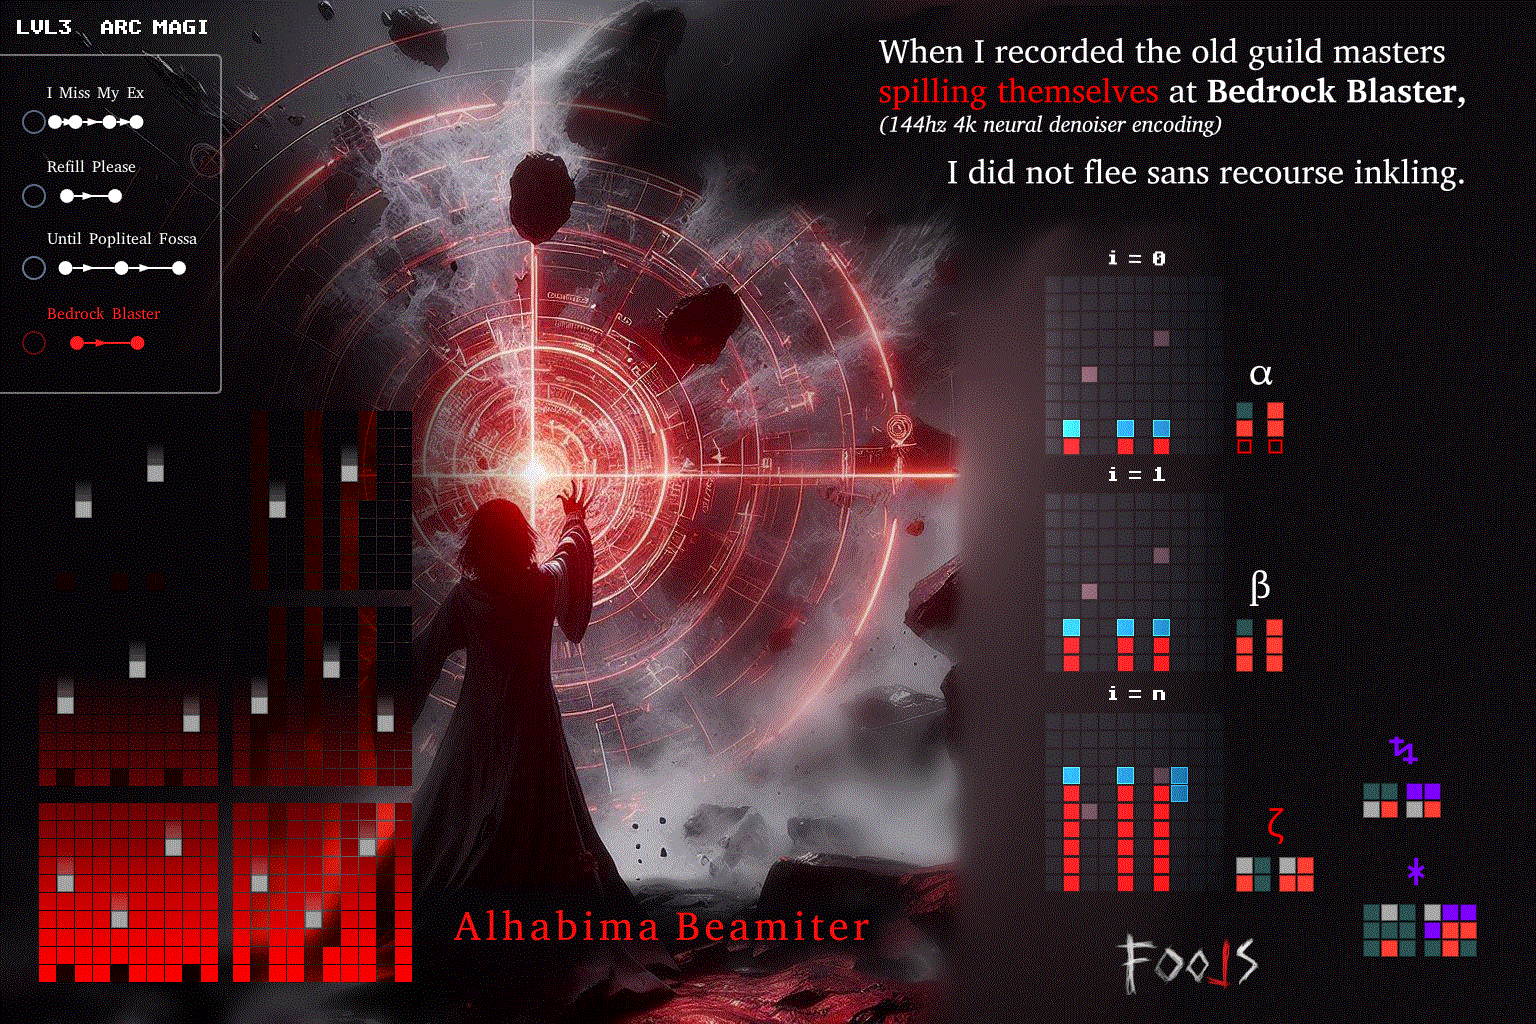 LVL3 ARC MAGI
I Miss My Ex
Refill Please
Until Popliteal Fossa
Bedrock Blaster
When I recorded the old guild masters
spilling themselves at Bedrock Blaster,
(144hz 4k neural denoiser encoding)
I did not flee sans recourse inkling.
i = 0
α
i = 1
β
i = n
ζ
*
Alhabima Beamiter
FOOLS